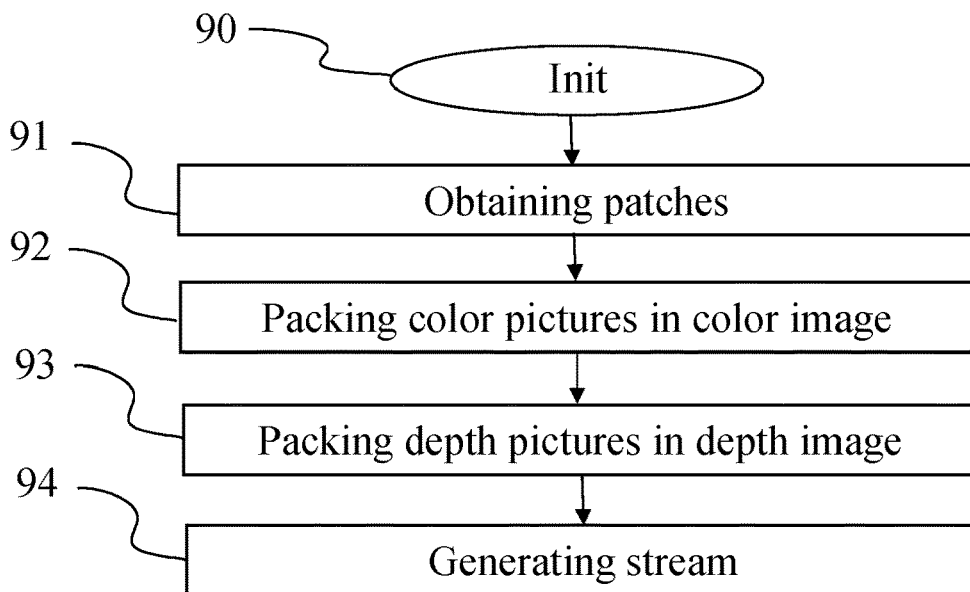 90
Init
91
Obtaining patches
92
Packing color pictures in color image
93
Packing depth pictures in depth image
94
Generating stream